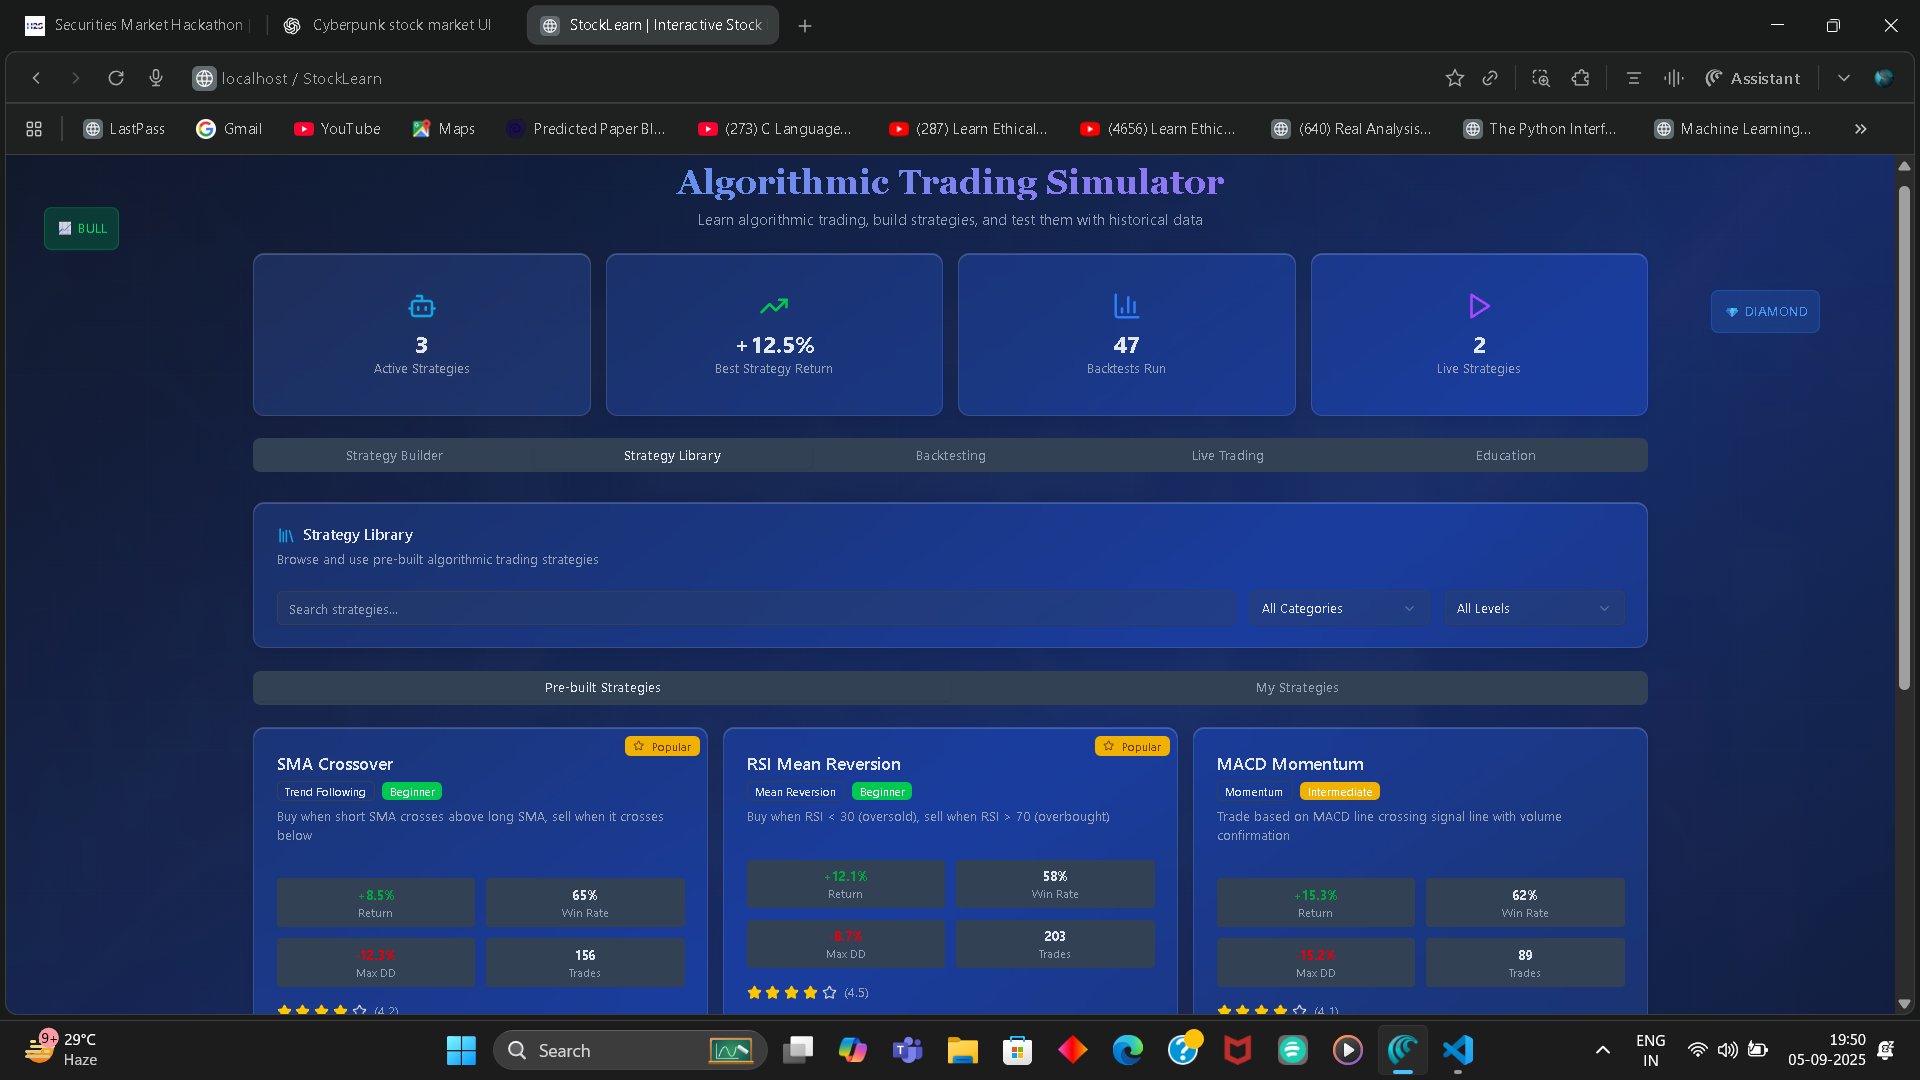 Securities Market Hackathon
Cyberpunk stock market UI
StockLearn | Interactive Stock
localhost / StockLearn
Assistant
LastPass
Gmail
YouTube
Maps
Predicted Paper BI...
(273) C Language...
(287) Learn Ethical...
(4656) Learn Ethic...
(640) Real Analysis...
The Python Interf...
Machine Learning...
Algorithmic Trading Simulator
Learn algorithmic trading, build strategies, and test them with historical data
BULL
DIAMOND
3
Active Strategies
+12.5%
Best Strategy Return
47
Backtests Run
2
Live Strategies
Strategy Builder
Strategy Library
Backtesting
Live Trading
Education
Strategy Library
Browse and use pre-built algorithmic trading strategies
Search strategies...
All Categories
All Levels
Pre-built Strategies
My Strategies
Popular
SMA Crossover
Trend Following
Beginner
Buy when short SMA crosses above long SMA, sell when it crosses
below
+8.5%
Return
65%
Win Rate
-12.3%
Max DD
156
Trades
(4.2)
Popular
RSI Mean Reversion
Mean Reversion
Beginner
Buy when RSI < 30 (oversold), sell when RSI > 70 (overbought)
+12.1%
Return
58%
Win Rate
Max DD
203
Trades
(4.5)
MACD Momentum
Momentum
Intermediate
Trade based on MACD line crossing signal line with volume
confirmation
+15.3%
Return
62%
Win Rate
-15.2%
Max DD
89
Trades
(4.1)
9+
29°C
Haze
Search
ENG
IN
19:50
05-09-2025